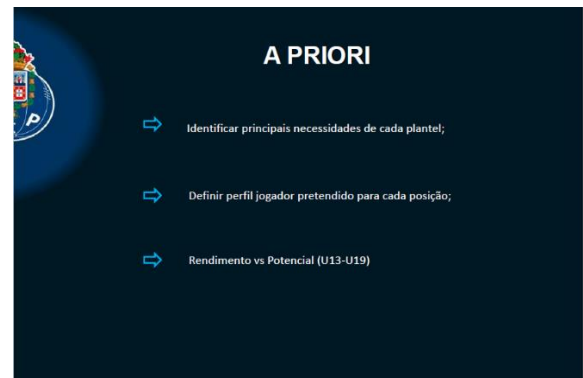 A PRIORI
Identificar principais necessidades de cada plantel;
Definir perfil jogador pretendido para cada posição;
Rendimento vs Potencial (U13-U19)
P